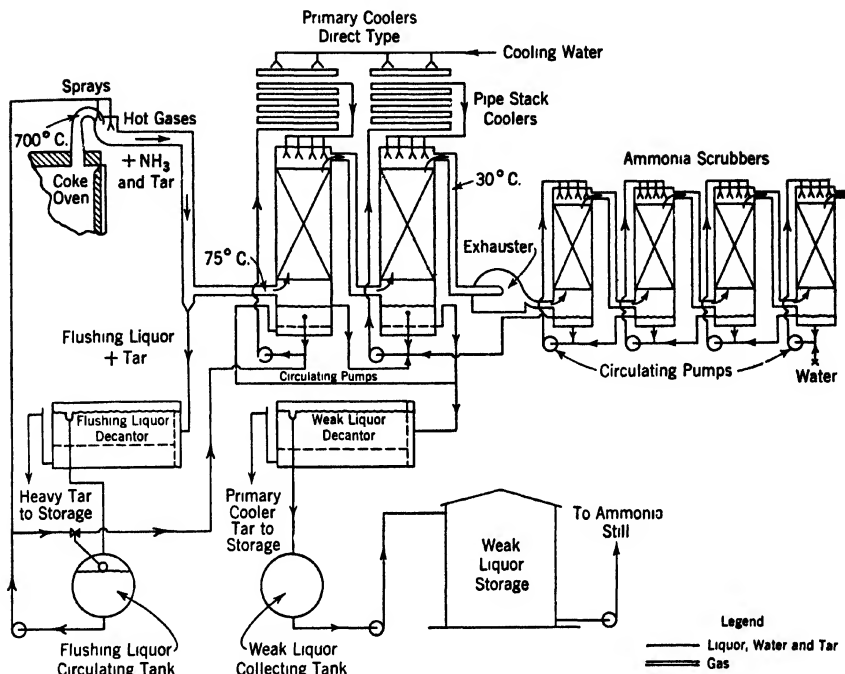 Primary Coolers
Direct Type
Cooling Water
Sprays
Hot Gases
Pipe Stack
Coolers
700° C.
+ NH₃
and Tar
Coke
Oven
30° C.
Ammonia Scrubbers
75° C.
Exhauster
Flushing Liquor
+ Tar
Circulating Pumps
Circulating Pumps
Water
Flushing Liquor
Decantor
Weak Liquor
Decantor
Heavy Tar
to Storage
Primary
Cooler
Tar to
Storage
Weak
Liquor
Storage
To Ammonia
Still
Flushing Liquor
Circulating Tank
Weak Liquor
Collecting Tank
Legend
Liquor, Water and Tar
Gas